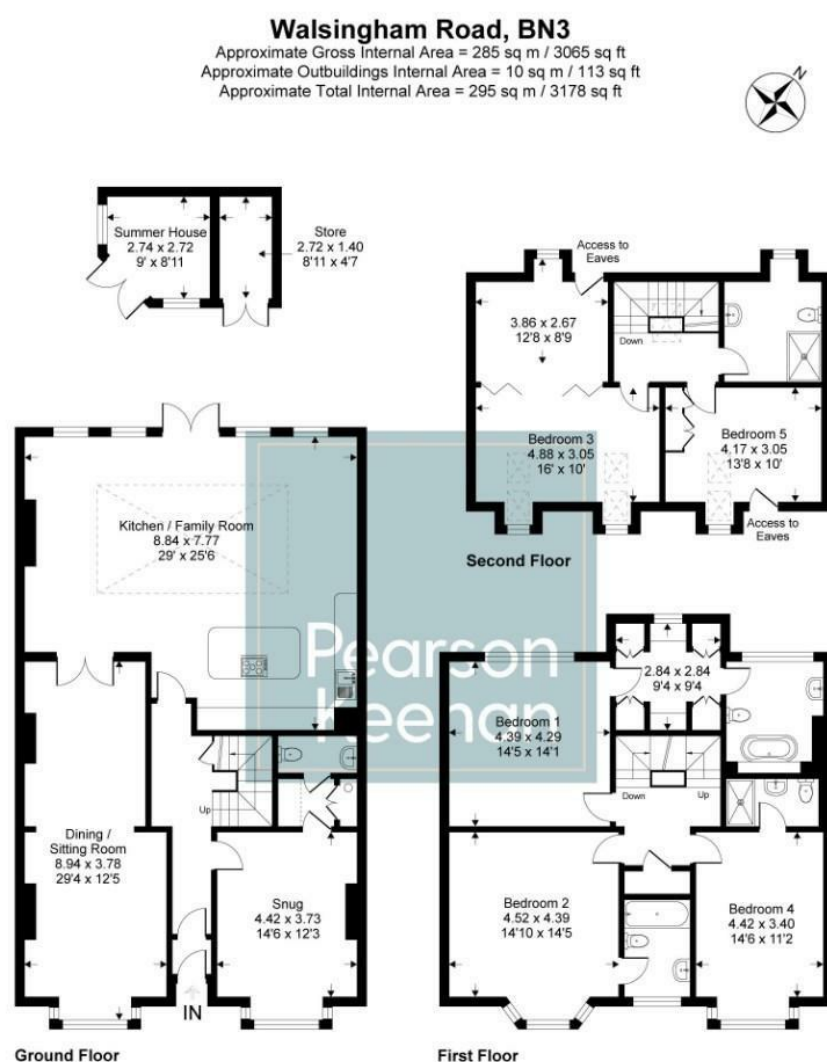 Walsingham Road, BN3
Approximate Gross Internal Area = 285 sq m / 3065 sq ft
Approximate Outbuildings Internal Area = 10 sq m / 113 sq ft
Approximate Total Internal Area = 295 sq m / 3178 sq ft
N
Summer House
2.74 x 2.72
9' x 8'11
Store
2.72 x 1.40
8'11 x 4'7
Access to
Eaves
3.86 x 2.67
12'8 x 8'9
Down
Bedroom 3
4.88 x 3.05
16' x 10'
Bedroom 5
4.17 x 3.05
13'8 x 10'
Access to
Eaves
Second Floor
Kitchen / Family Room
8.84 x 7.77
29' x 25'6
Pearson
Keehan
Up
Dining /
Sitting Room
8.94 x 3.78
29'4 x 12'5
Snug
4.42 x 3.73
14'6 x 12'3
IN
Ground Floor
2.84 x 2.84
9'4 x 9'4
Bedroom 1
4.39 x 4.29
14'5 x 14'1
Down
Up
Bedroom 2
4.52 x 4.39
14'10 x 14'5
Bedroom 4
4.42 x 3.40
14'6 x 11'2
First Floor